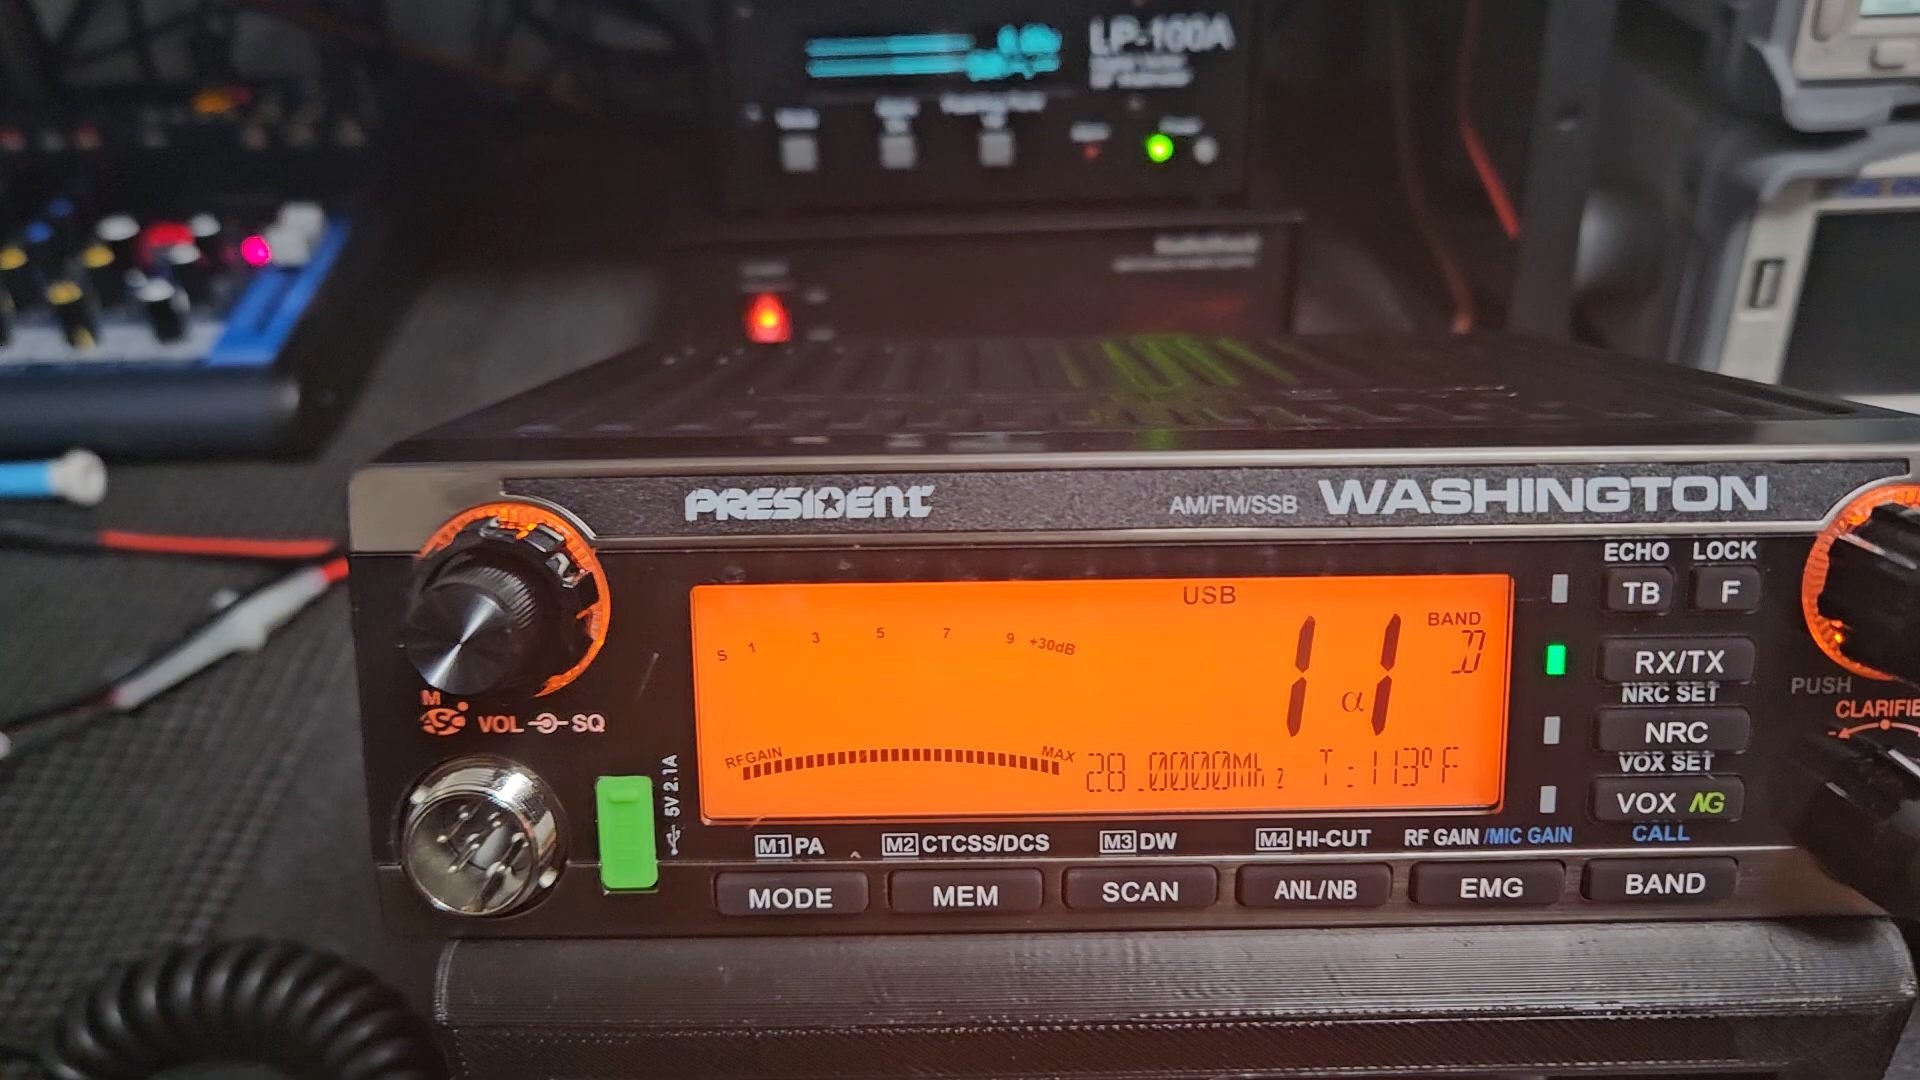 LP-100A
PRESIDENT AM/FM/SSB WASHINGTON
ECHO LOCK
TB F
USB
BAND
D
S 1 3 5 7 9 +30dB
11
α
RX/TX
NRC SET
PUSH
CLARIFIE
NRC
VOX SET
RF GAIN MAX
28.0000MHz T:113°F
VOX NG
CALL
M
ASC VOL SQ
5V 2.1A
M1 PA M2 CTCSS/DCS M3 DW M4 HI-CUT RF GAIN /MIC GAIN
MODE MEM SCAN ANL/NB EMG BAND